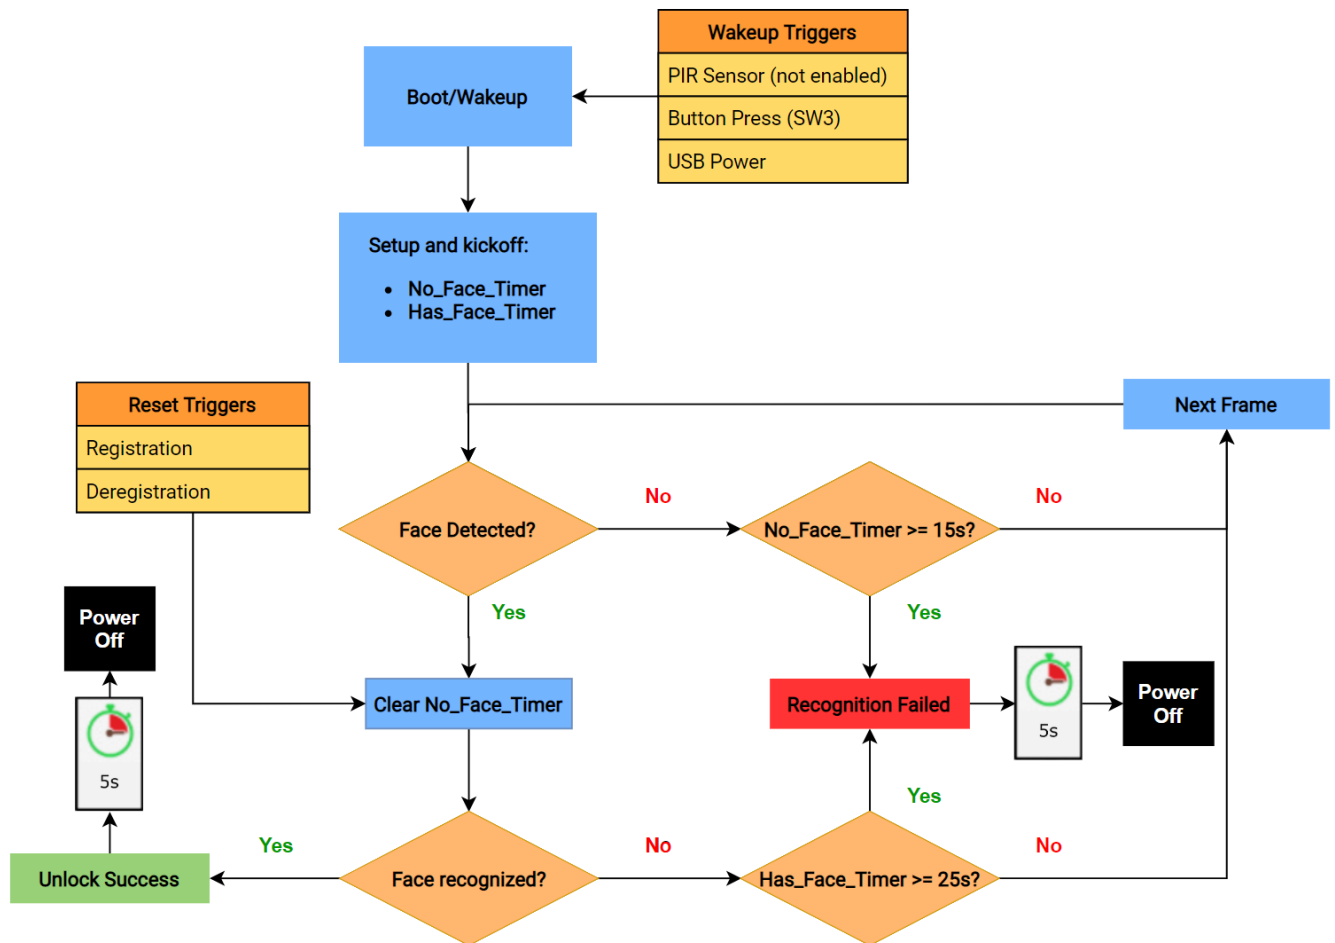 Wakeup Triggers
PIR Sensor (not enabled)
Button Press (SW3)
USB Power
Boot/Wakeup
Setup and kickoff:
• No_Face_Timer
• Has_Face_Timer
Next Frame
Reset Triggers
Registration
Deregistration
Face Detected?
No
No_Face_Timer >= 15s?
No
Yes
Yes
Power
Off
5s
Clear No_Face_Timer
Recognition Failed
5s
Power
Off
Yes
Unlock Success
Yes
Face recognized?
No
Has_Face_Timer >= 25s?
No